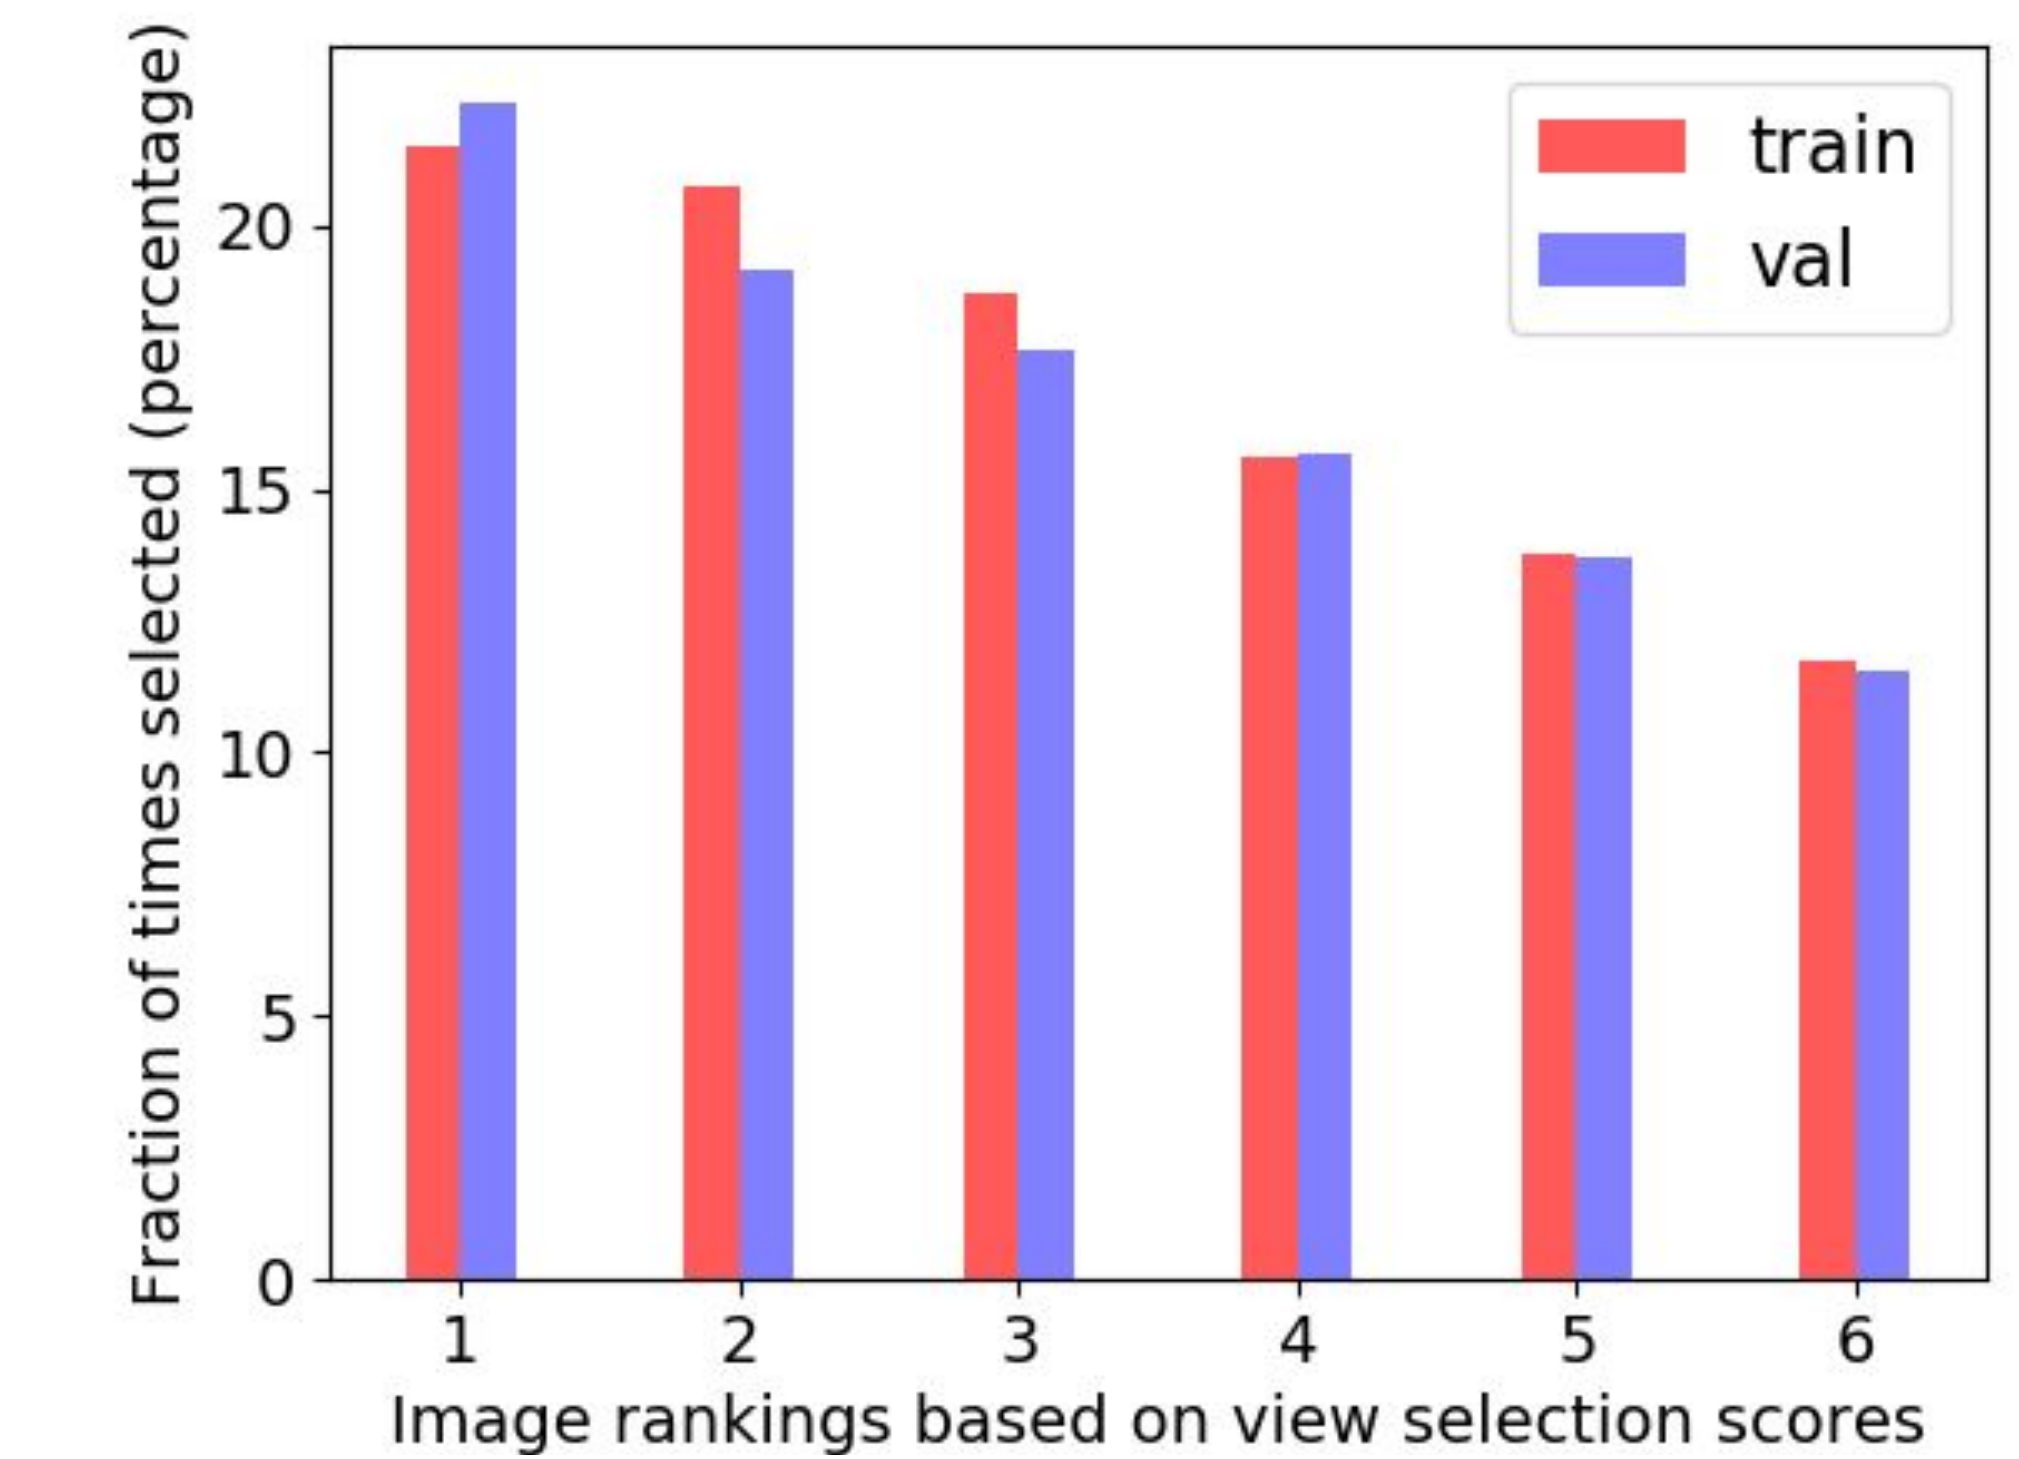 Fraction of times selected (percentage)
20
15
10
5
0
train
val
1 2 3 4 5 6
Image rankings based on view selection scores